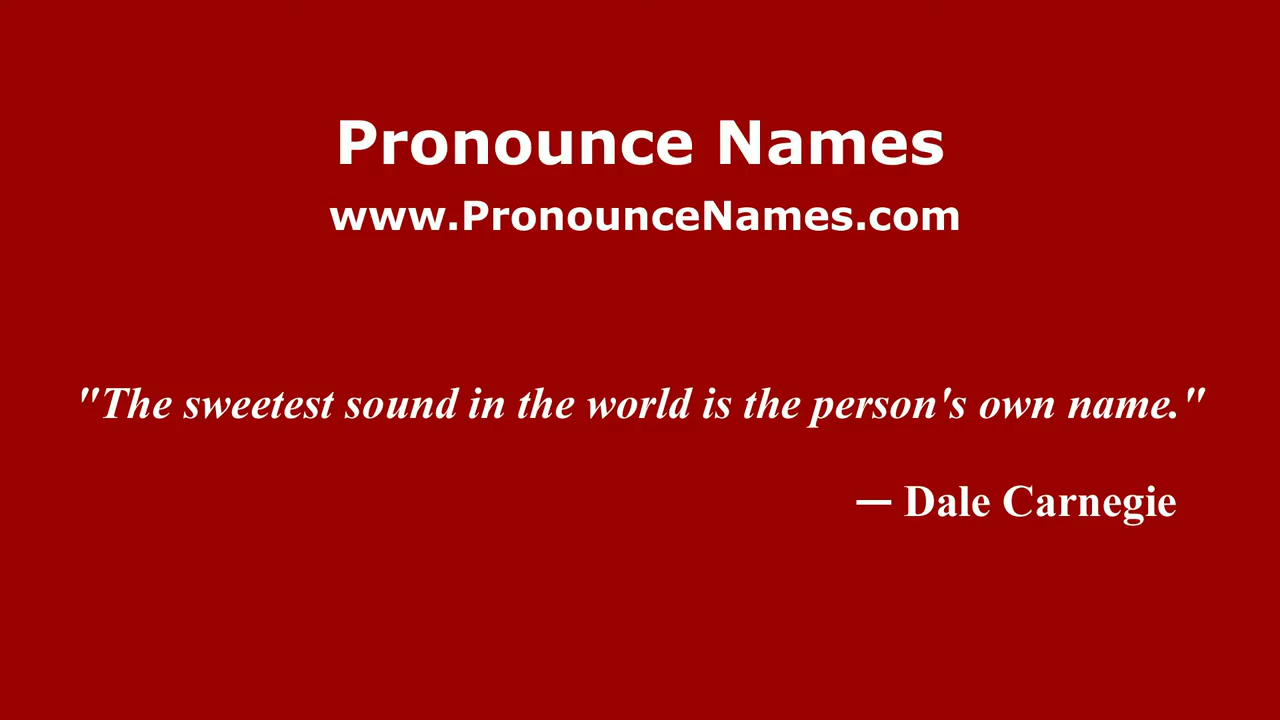 Pronounce Names
www.PronounceNames.com
"The sweetest sound in the world is the person's own name."
— Dale Carnegie